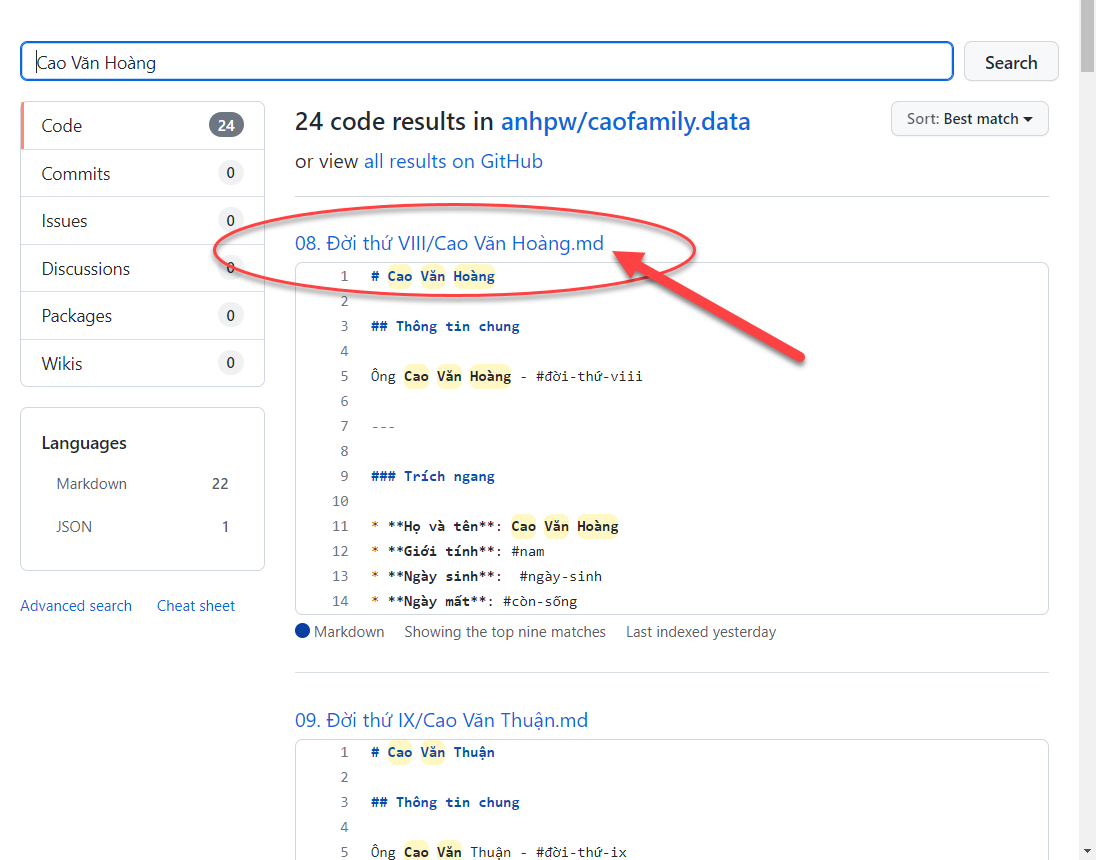 Cao Văn Hoàng
Search
Code 24
Commits 0
Issues 0
Discussions 0
Packages 0
Wikis 0
Languages
Markdown 22
JSON 1
Advanced search Cheat sheet
24 code results in anhpw/caofamily.data
Sort: Best match
or view all results on GitHub
08. Đời thứ VIII/Cao Văn Hoàng.md
1 # Cao Văn Hoàng
2
3 ## Thông tin chung
4
5 Ông Cao Văn Hoàng - #đời-thứ-viii
6
7 ---
8
9 ### Trích ngang
10
11 * **Họ và tên**: Cao Văn Hoàng
12 * **Giới tính**: #nam
13 * **Ngày sinh**:  #ngày-sinh
14 * **Ngày mất**: #còn-sống
Markdown Showing the top nine matches Last indexed yesterday
09. Đời thứ IX/Cao Văn Thuận.md
1 # Cao Văn Thuận
2
3 ## Thông tin chung
4
5 Ông Cao Văn Thuận - #đời-thứ-ix